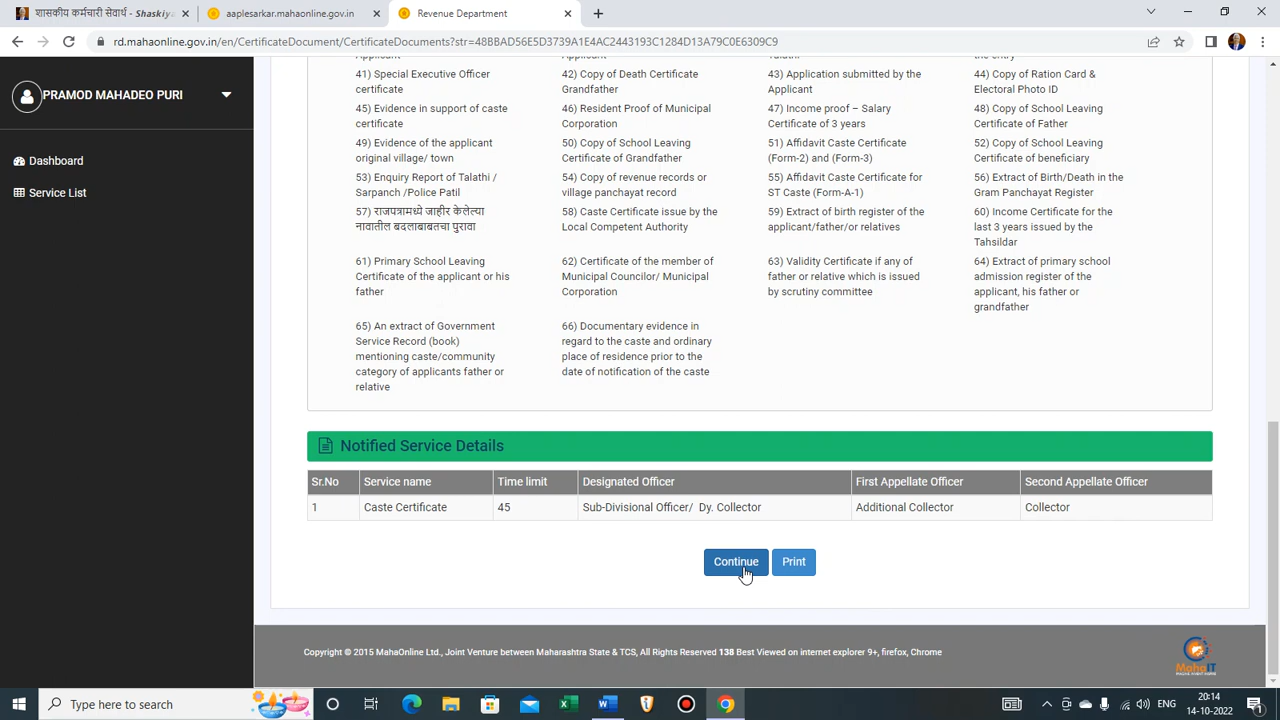 शासकीय कर्मचारी सेवार्थ - Shaskiy
aaplesarkar.mahaonline.gov.in
Revenue Department
rd.mahaonline.gov.in/en/CertificateDocument/CertificateDocuments?str=48BBAD56E5D3739A1E4AC2443193C1284D13A79C0E6309C9
PRAMOD MAHADEO PURI
Dashboard
Service List
41) Special Executive Officer
certificate
42) Copy of Death Certificate
Grandfather
43) Application submitted by the
Applicant
44) Copy of Ration Card &
Electoral Photo ID
45) Evidence in support of caste
certificate
46) Resident Proof of Municipal
Corporation
47) Income proof – Salary
Certificate of 3 years
48) Copy of School Leaving
Certificate of Father
49) Evidence of the applicant
original village/ town
50) Copy of School Leaving
Certificate of Grandfather
51) Affidavit Caste Certificate
(Form-2) and (Form-3)
52) Copy of School Leaving
Certificate of beneficiary
53) Enquiry Report of Talathi /
Sarpanch /Police Patil
54) Copy of revenue records or
village panchayat record
55) Affidavit Caste Certificate for
ST Caste (Form-A-1)
56) Extract of Birth/Death in the
Gram Panchayat Register
57) राजपत्रामध्ये जाहीर केलेल्या
नावातील बदलाबाबतचा पुरावा
58) Caste Certificate issue by the
Local Competent Authority
59) Extract of birth register of the
applicant/father/or relatives
60) Income Certificate for the
last 3 years issued by the
Tahsildar
61) Primary School Leaving
Certificate of the applicant or his
father
62) Certificate of the member of
Municipal Councilor/ Municipal
Corporation
63) Validity Certificate if any of
father or relative which is issued
by scrutiny committee
64) Extract of primary school
admission register of the
applicant, his father or
grandfather
65) An extract of Government
Service Record (book)
mentioning caste/community
category of applicants father or
relative
66) Documentary evidence in
regard to the caste and ordinary
place of residence prior to the
date of notification of the caste
Notified Service Details
Sr.No Service name Time limit Designated Officer First Appellate Officer Second Appellate Officer
1 Caste Certificate 45 Sub-Divisional Officer/ Dy. Collector Additional Collector Collector
Continue Print
Copyright © 2015 MahaOnline Ltd., Joint Venture between Maharashtra State & TCS, All Rights Reserved 138 Best Viewed on internet explorer 9+, firefox, Chrome
MahaIT
Type here to search
ENG
20:14
14-10-2022